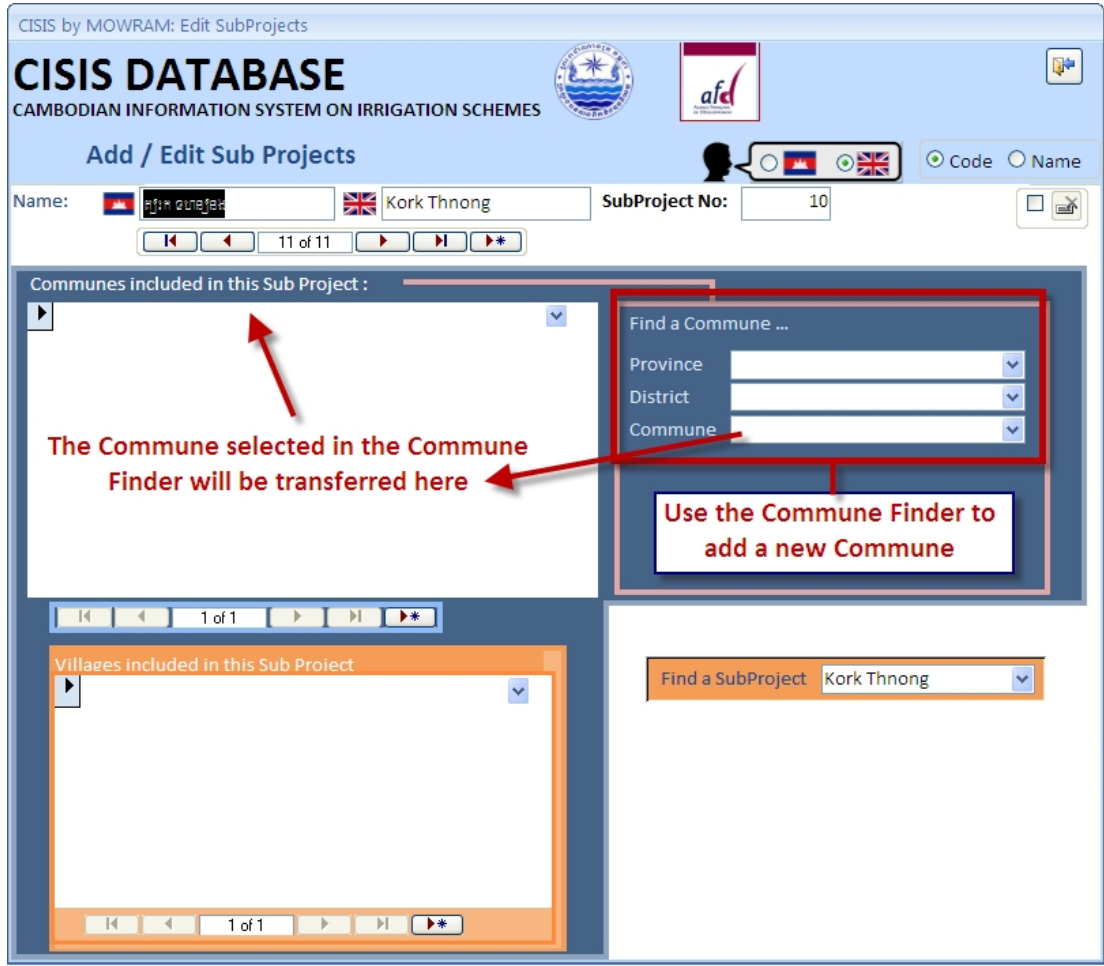 CISIS by MOWRAM: Edit SubProjects
CISIS DATABASE
CAMBODIAN INFORMATION SYSTEM ON IRRIGATION SCHEMES
afd
Add / Edit Sub Projects
Code Name
Name: Kork Thnong SubProject No: 10
11 of 11
Communes included in this Sub Project :
Find a Commune ...
Province
District
Commune
The Commune selected in the Commune
Finder will be transferred here
Use the Commune Finder to
add a new Commune
1 of 1
Villages included in this Sub Project
Find a SubProject Kork Thnong
1 of 1